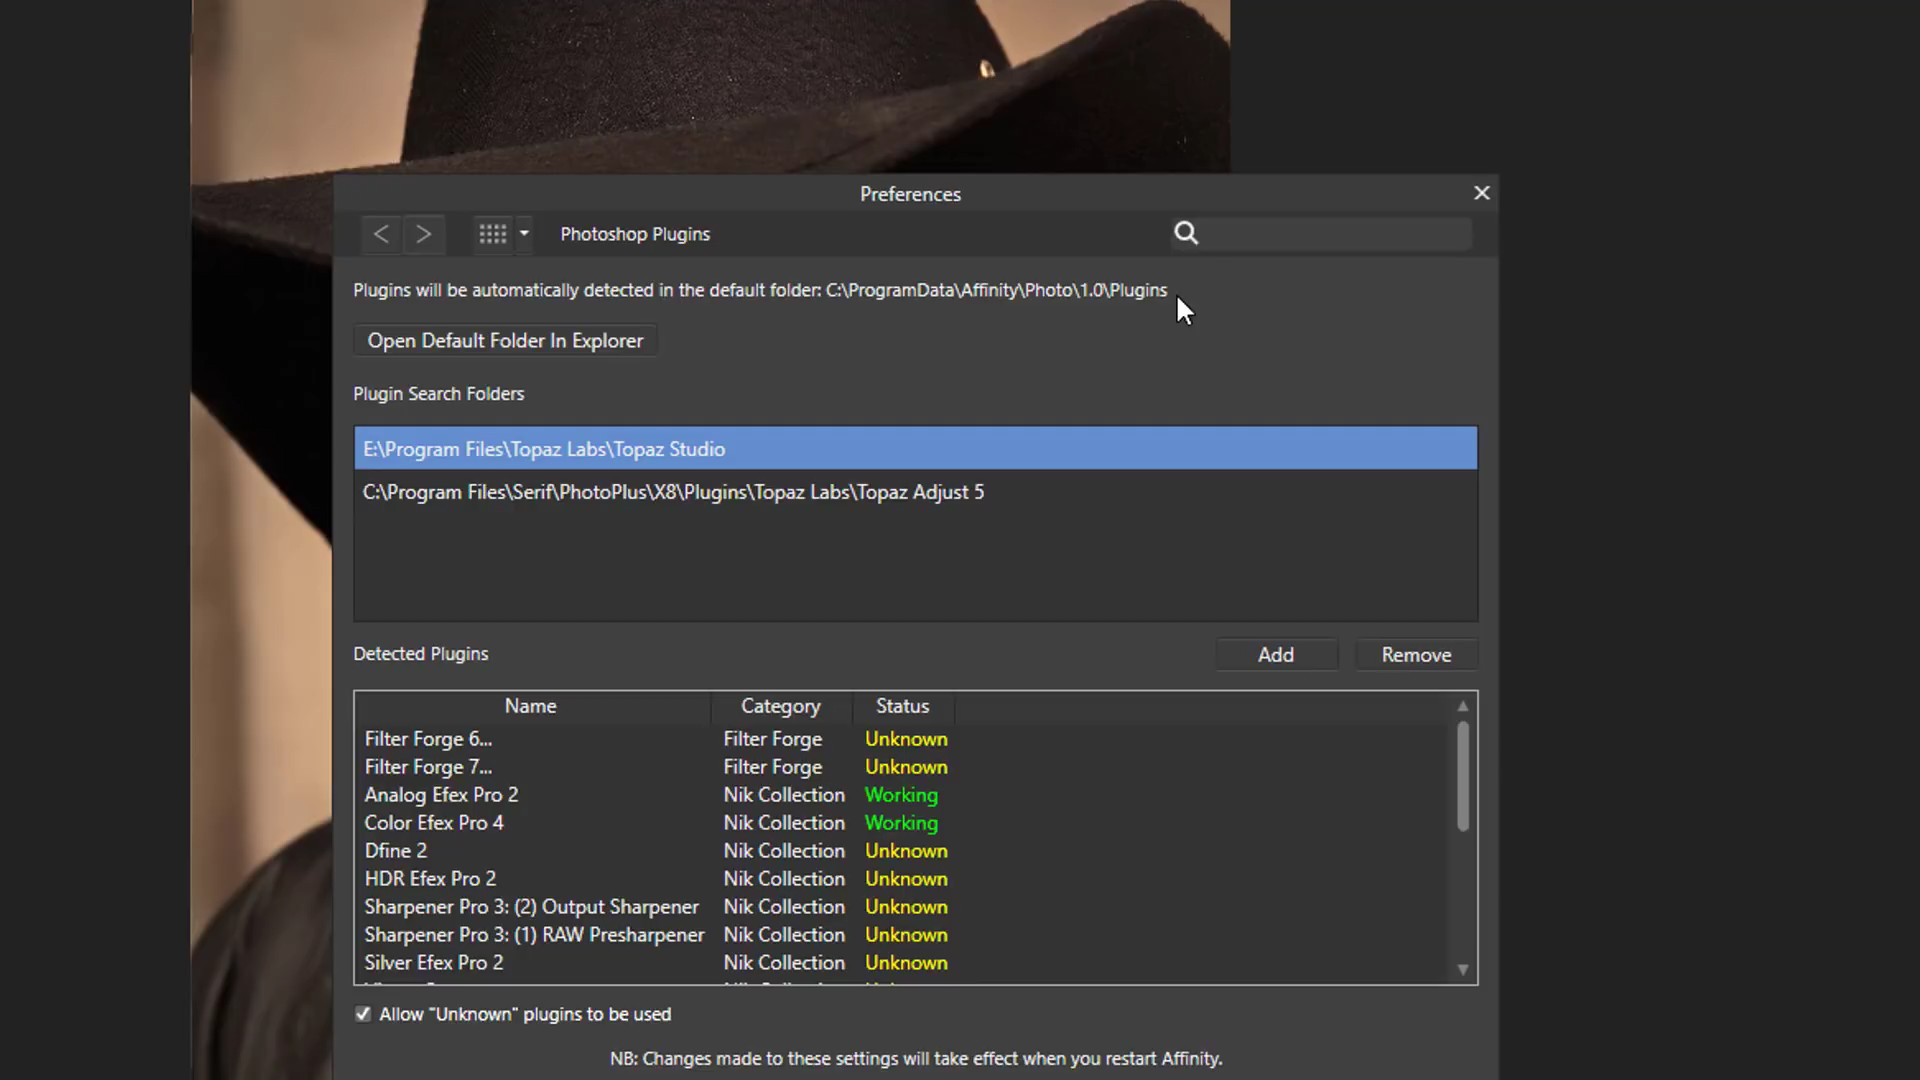 Preferences
Photoshop Plugins
Plugins will be automatically detected in the default folder: C:\ProgramData\Affinity\Photo\1.0\Plugins
Open Default Folder In Explorer
Plugin Search Folders
E:\Program Files\Topaz Labs\Topaz Studio
C:\Program Files\Serif\PhotoPlus\X8\Plugins\Topaz Labs\Topaz Adjust 5
Detected Plugins Add Remove
Name Category Status
Filter Forge 6... Filter Forge Unknown
Filter Forge 7... Filter Forge Unknown
Analog Efex Pro 2 Nik Collection Working
Color Efex Pro 4 Nik Collection Working
Dfine 2 Nik Collection Unknown
HDR Efex Pro 2 Nik Collection Unknown
Sharpener Pro 3: (2) Output Sharpener Nik Collection Unknown
Sharpener Pro 3: (1) RAW Presharpener Nik Collection Unknown
Silver Efex Pro 2 Nik Collection Unknown
Allow "Unknown" plugins to be used
NB: Changes made to these settings will take effect when you restart Affinity.